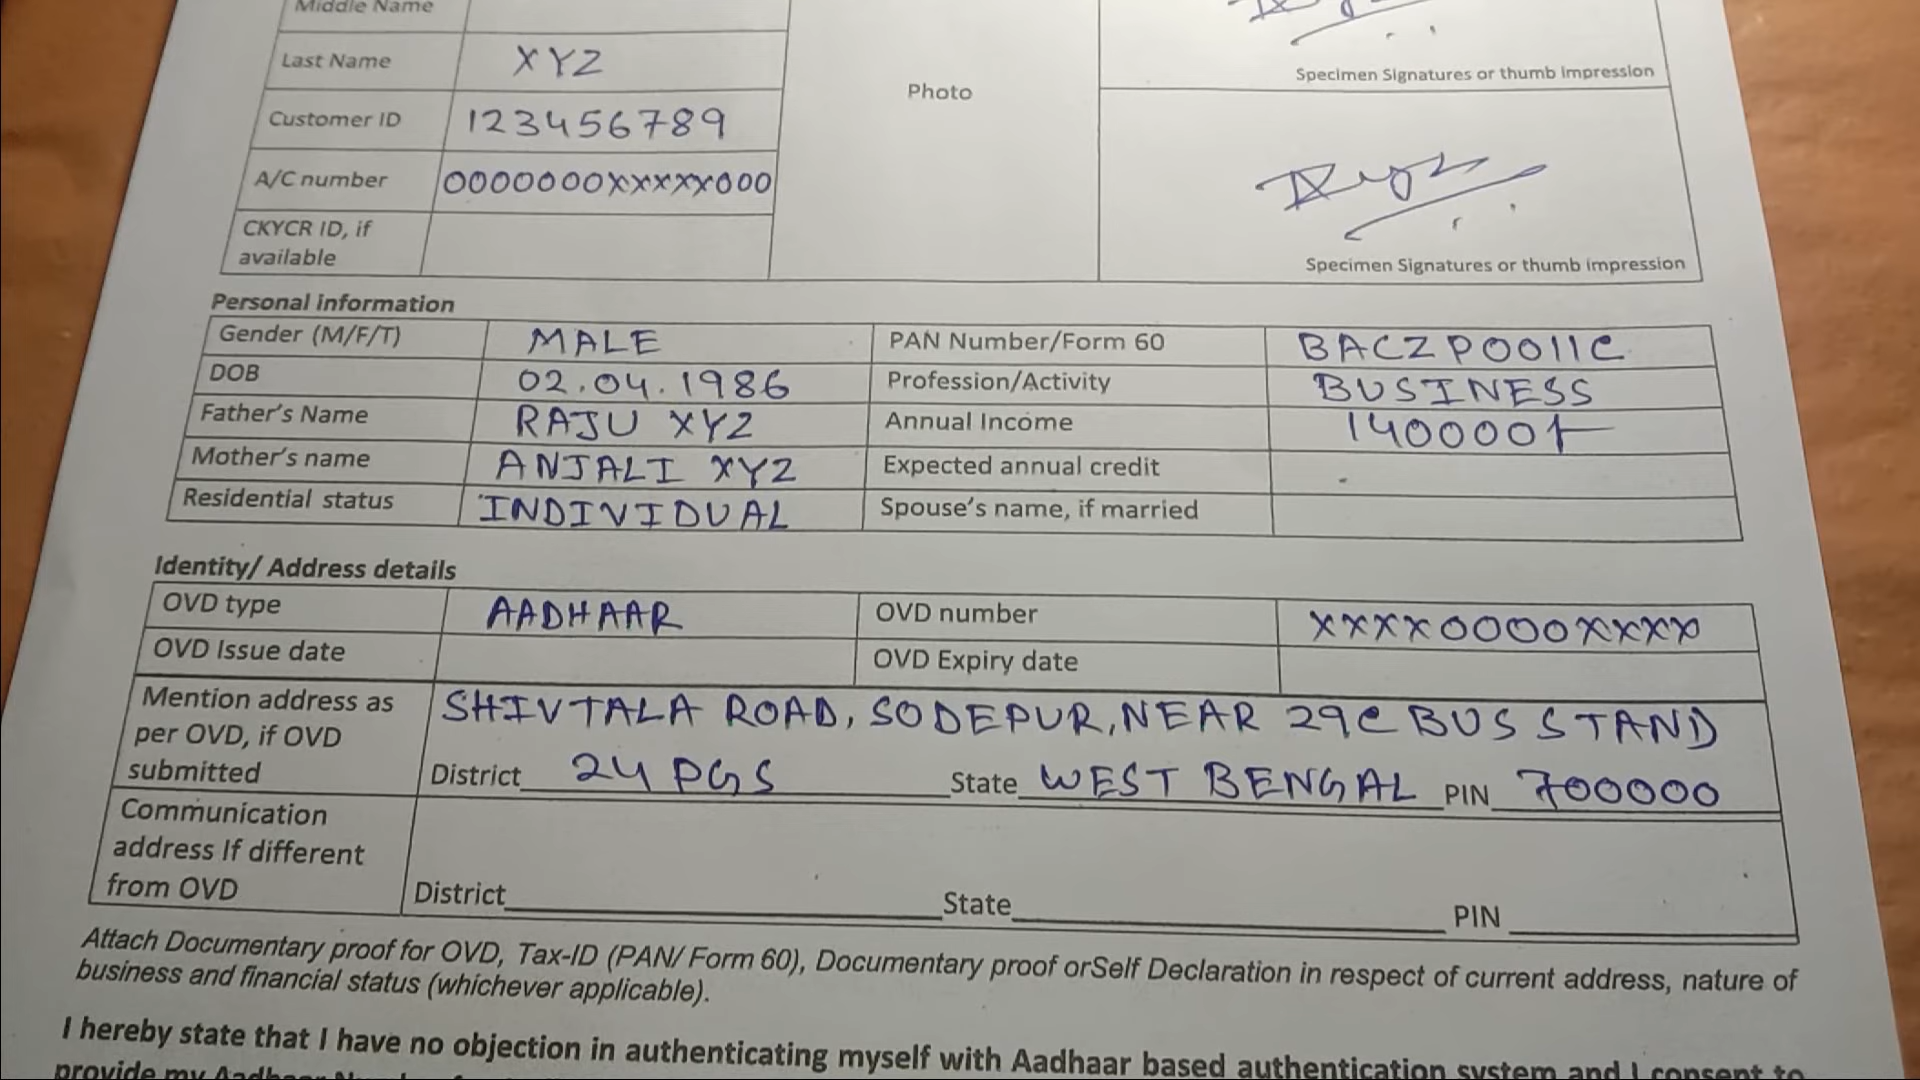 Middle Name
Last Name XYZ
Photo
Specimen Signatures or thumb impression
Customer ID 123456789
A/C number 0000000XXXXX000
CKYCR ID, if available
Specimen Signatures or thumb impression
Personal information
Gender (M/F/T) MALE PAN Number/Form 60 BACZP0011C
DOB 02.04.1986 Profession/Activity BUSINESS
Father's Name RAJU XYZ Annual Income 140000/-
Mother's name ANJALI XYZ Expected annual credit
Residential status INDIVIDUAL Spouse's name, if married
Identity/ Address details
OVD type AADHAAR OVD number XXXX0000XXXX
OVD Issue date OVD Expiry date
Mention address as per OVD, if OVD submitted
SHIVTALA ROAD, SODEPUR, NEAR 29C BUS STAND
District 24 PGS State WEST BENGAL PIN 700000
Communication address If different from OVD
District State PIN
Attach Documentary proof for OVD, Tax-ID (PAN/ Form 60), Documentary proof orSelf Declaration in respect of current address, nature of
business and financial status (whichever applicable).
I hereby state that I have no objection in authenticating myself with Aadhaar based authentication system and I consent to
provide my